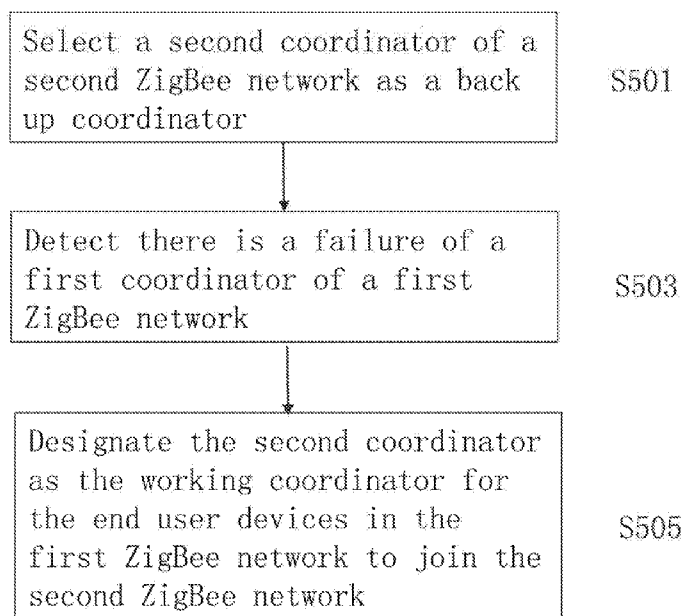 Select a second coordinator of a
second ZigBee network as a back
up coordinator
S501
Detect there is a failure of a
first coordinator of a first
ZigBee network
S503
Designate the second coordinator
as the working coordinator for
the end user devices in the
first ZigBee network to join the
second ZigBee network
S505